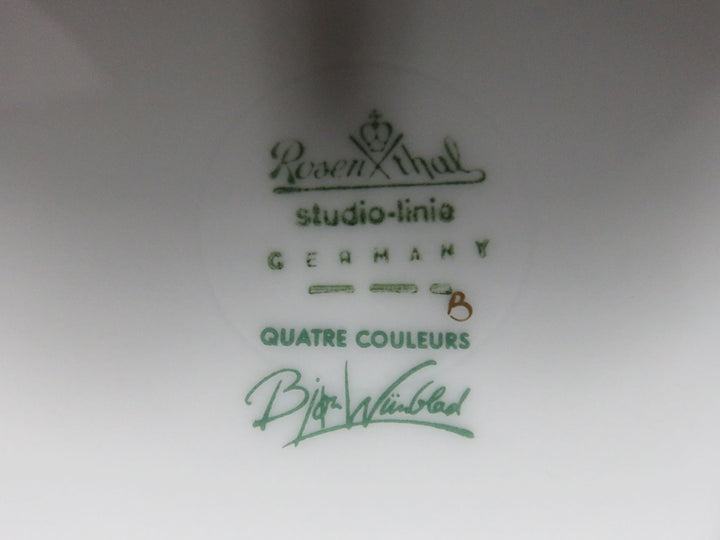 Rosenthal
studio-linie
GERMANY
B
QUATRE COULEURS
Bjørn Wiinblad